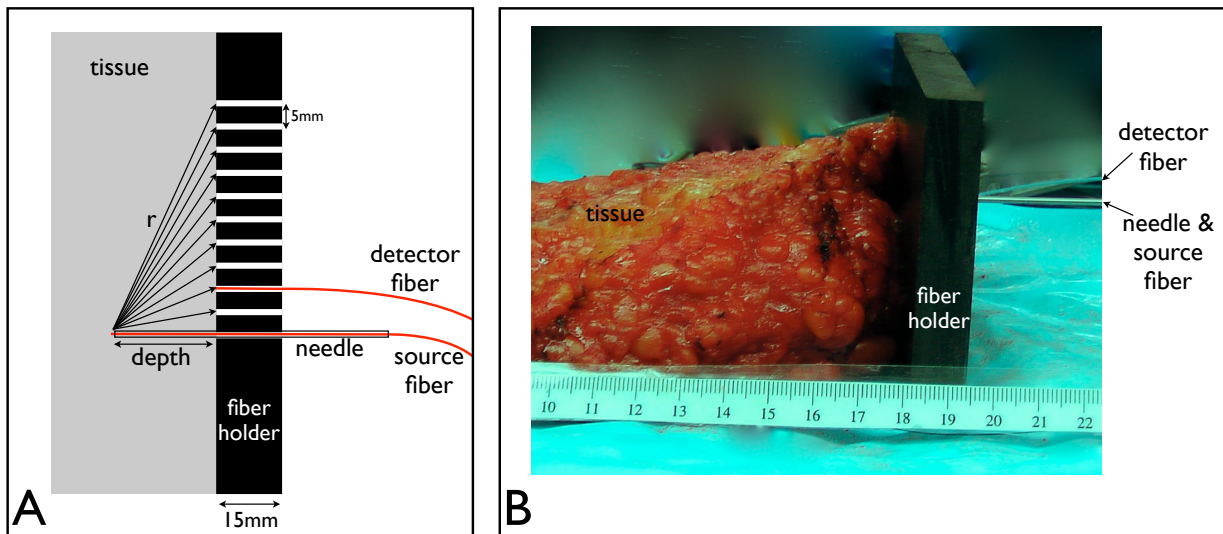 tissue
5mm
r
detector
fiber
depth
needle
source
fiber
fiber
holder
15mm
A
detector
fiber
needle &
source
fiber
tissue
fiber
holder
10 11 12 13 14 15 16 17 18 19 20 21 22
B